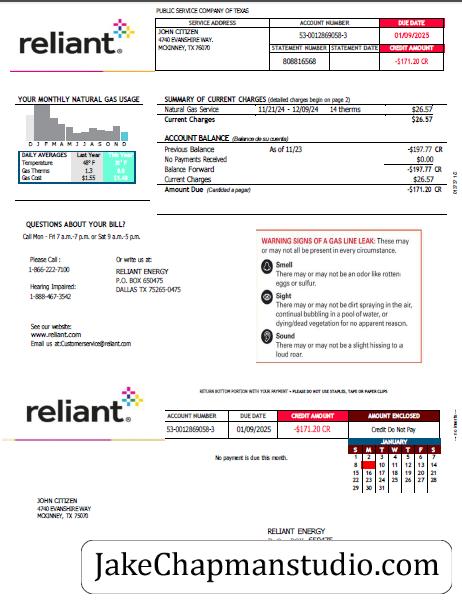 PUBLIC SERVICE COMPANY OF TEXAS
reliant
SERVICE ADDRESS
ACCOUNT NUMBER
DUE DATE
JOHN CITIZEN
4740 EVANSHIRE WAY.
MCKINNEY, TX 76070
53-0012869058-3
01/09/2025
STATEMENT NUMBER
STATEMENT DATE
CREDIT AMOUNT
808816568
-$171.20 CR
YOUR MONTHLY NATURAL GAS USAGE
D J F M A M J J A S O N D
DAILY AVERAGES Last Year This Year
Temperature 48° F
Gas Therms 1.3
Gas Cost $1.55
SUMMARY OF CURRENT CHARGES (detailed charges begin on page 2)
Natural Gas Service 11/21/24 - 12/09/24 14 therms $26.57
Current Charges $26.57
ACCOUNT BALANCE (Balance de su cuenta)
Previous Balance As of 11/23 -$197.77 CR
No Payments Received $0.00
Balance Forward -$197.77 CR
Current Charges $26.57
Amount Due (Cantidad a pagar) -$171.20 CR
QUESTIONS ABOUT YOUR BILL?
Call Mon - Fri 7 a.m.-7 p.m. or Sat 9 a.m.-5 p.m.
Please Call :
1-866-222-7100
Hearing Impaired:
1-888-467-3542
Or write us at:
RELIANT ENERGY
P.O. BOX 650475
DALLAS TX 75265-0475
See our website:
www.reliant.com
Email us at:Customerservice@reliant.com
WARNING SIGNS OF A GAS LINE LEAK: These may
or may not all be present in every circumstance.
Smell
There may or may not be an odor like rotten
eggs or sulfur.
Sight
There may or may not be dirt spraying in the air,
continual bubbling in a pool of water, or
dying/dead vegetation for no apparent reason.
Sound
There may or may not be a slight hissing to a
loud roar.
RETURN BOTTOM PORTION WITH YOUR PAYMENT • PLEASE DO NOT USE STAPLES, TAPE OR PAPER CLIPS
reliant
ACCOUNT NUMBER
DUE DATE
CREDIT AMOUNT
AMOUNT ENCLOSED
53-0012869058-3
01/09/2025
-$171.20 CR
Credit Do Not Pay
JANUARY
S M T W T F S
1 2 3 4 5 6 7
8 10 11 12 13 14
15 16 17 18 19 20 21
22 23 24 25 26 27 28
29 30 31
No payment is due this month.
JOHN CITIZEN
4740 EVANSHIRE WAY
MCKINNEY, TX 75070
RELIANT ENERGY
JakeChapmanstudio.com